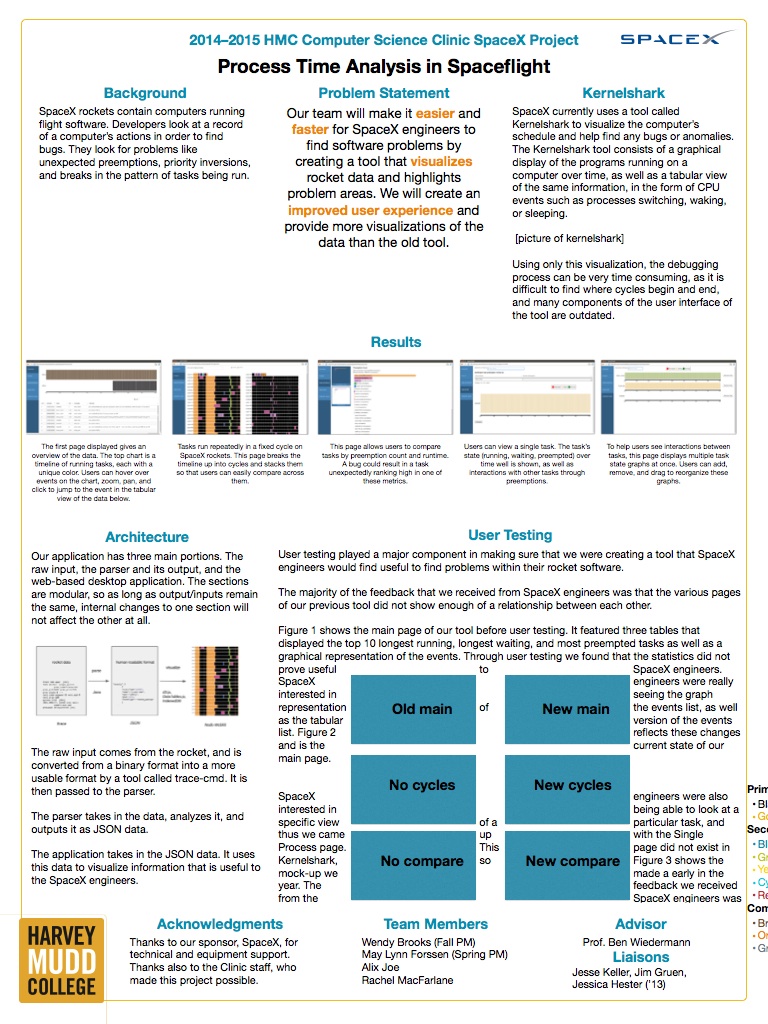 2014–2015 HMC Computer Science Clinic SpaceX Project
SPACEX
Process Time Analysis in Spaceflight
Background
SpaceX rockets contain computers running
flight software. Developers look at a record
of a computer's actions in order to find
bugs. They look for problems like
unexpected preemptions, priority inversions,
and breaks in the pattern of tasks being run.
Problem Statement
Our team will make it easier and
faster for SpaceX engineers to
find software problems by
creating a tool that visualizes
rocket data and highlights
problem areas. We will create an
improved user experience and
provide more visualizations of the
data than the old tool.
Kernelshark
SpaceX currently uses a tool called
Kernelshark to visualize the computer's
schedule and help find any bugs or anomalies.
The Kernelshark tool consists of a graphical
display of the programs running on a
computer over time, as well as a tabular view
of the same information, in the form of CPU
events such as processes switching, waking,
or sleeping.
[picture of kernelshark]
Using only this visualization, the debugging
process can be very time consuming, as it is
difficult to find where cycles begin and end,
and many components of the user interface of
the tool are outdated.
Results
The first page displayed gives an
overview of the data. The top chart is a
timeline of running tasks, each with a
unique color. Users can hover over
events on the chart, zoom, pan, and
click to jump to the event in the tabular
view of the data below.
Tasks run repeatedly in a fixed cycle on
SpaceX rockets. This page breaks the
timeline up into cycles and stacks them
so that users can easily compare across
them.
This page allows users to compare
tasks by preemption count and runtime.
A bug could result in a task
unexpectedly ranking high in one of
these metrics.
Users can view a single task. The task's
state (running, waiting, preempted) over
time well is shown, as well as
interactions with other tasks through
preemptions.
To help users see interactions between
tasks, this page displays multiple task
state graphs at once. Users can add,
remove, and drag to reorganize these
graphs.
Architecture
Our application has three main portions. The
raw input, the parser and its output, and the
web-based desktop application. The sections
are modular, so as long as output/inputs remain
the same, internal changes to one section will
not affect the other at all.
The raw input comes from the rocket, and is
converted from a binary format into a more
usable format by a tool called trace-cmd. It is
then passed to the parser.
The parser takes in the data, analyzes it, and
outputs it as JSON data.
The application takes in the JSON data. It uses
this data to visualize information that is useful to
the SpaceX engineers.
User Testing
User testing played a major component in making sure that we were creating a tool that SpaceX
engineers would find useful to find problems within their rocket software.
The majority of the feedback that we received from SpaceX engineers was that the various pages
of our previous tool did not show enough of a relationship between each other.
Figure 1 shows the main page of our tool before user testing. It featured three tables that
displayed the top 10 longest running, longest waiting, and most preempted tasks as well as a
graphical representation of the events. Through user testing we found that the statistics did not
prove useful to SpaceX engineers.
SpaceX engineers were really
interested in seeing the graph
representation of the events list, as well
as the tabular version of the events
list. Figure 2 reflects these changes
and is the current state of our
main page.
SpaceX engineers were also
interested in being able to look at a
specific view of a particular task, and
thus we came up with the Single
Process page. This page did not exist in
Kernelshark, so Figure 3 shows the
mock-up we made a early in the
year. The feedback we received
from the SpaceX engineers was
Old main
New main
No cycles
New cycles
No compare
New compare
Prim
•Bl
•Go
Seco
•Bl
•Gr
•Ye
•Cy
•Re
Com
•Br
•Or
•Gr
HARVEY
MUDD
COLLEGE
Acknowledgments
Thanks to our sponsor, SpaceX, for
technical and equipment support.
Thanks also to the Clinic staff, who
made this project possible.
Team Members
Wendy Brooks (Fall PM)
May Lynn Forssen (Spring PM)
Alix Joe
Rachel MacFarlane
Advisor
Prof. Ben Wiedermann
Liaisons
Jesse Keller, Jim Gruen,
Jessica Hester ('13)